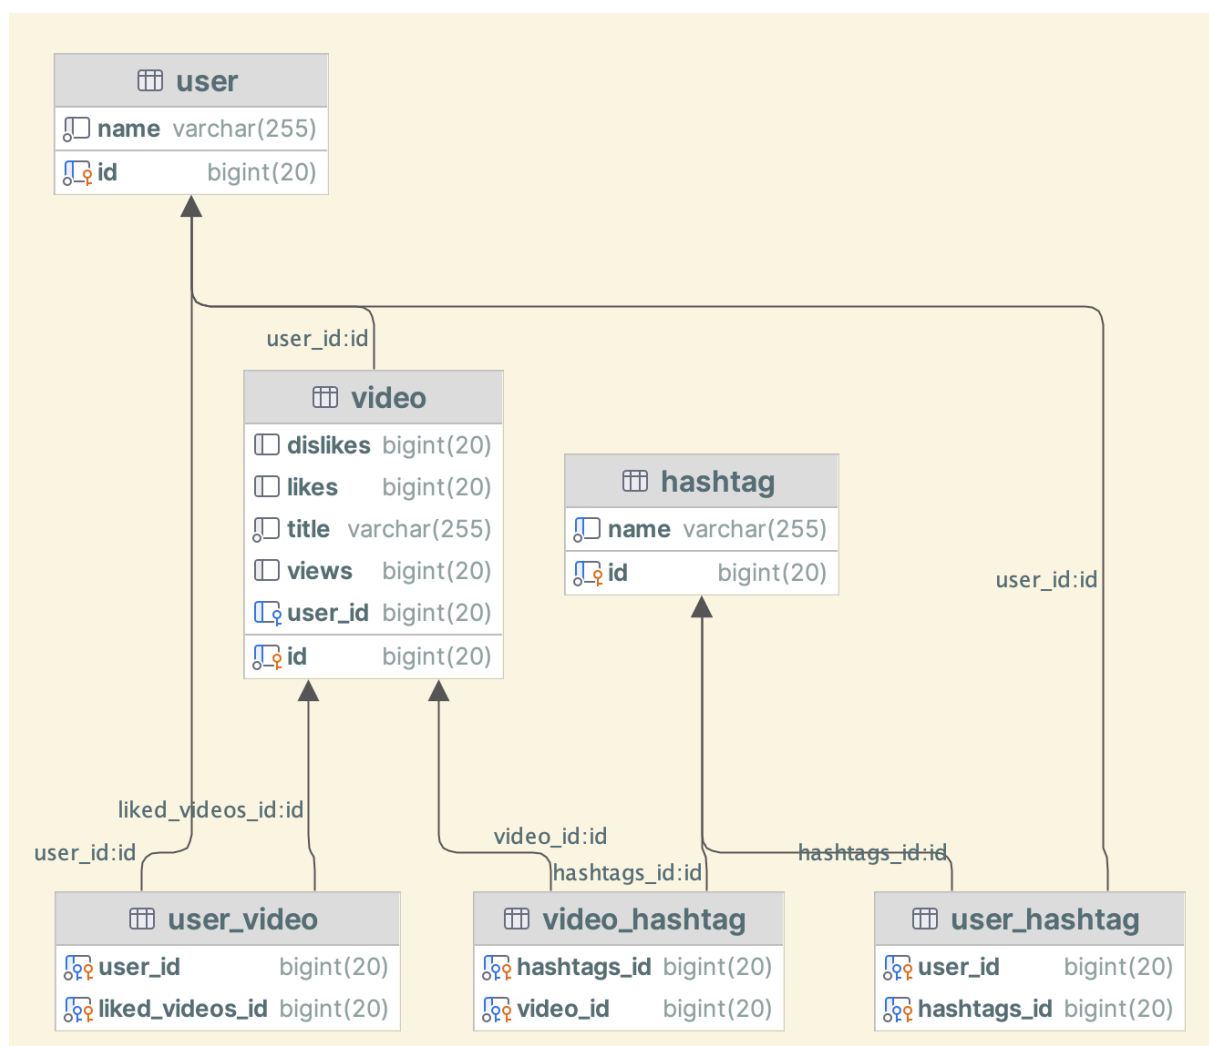 user
name varchar(255)
id bigint(20)
user_id:id
video
dislikes bigint(20)
likes bigint(20)
title varchar(255)
views bigint(20)
user_id bigint(20)
id bigint(20)
hashtag
name varchar(255)
id bigint(20)
user_id:id
liked_videos_id:id
user_id:id
video_id:id
hashtags_id:id
hashtags_id:id
user_video
user_id bigint(20)
liked_videos_id bigint(20)
video_hashtag
hashtags_id bigint(20)
video_id bigint(20)
user_hashtag
user_id bigint(20)
hashtags_id bigint(20)